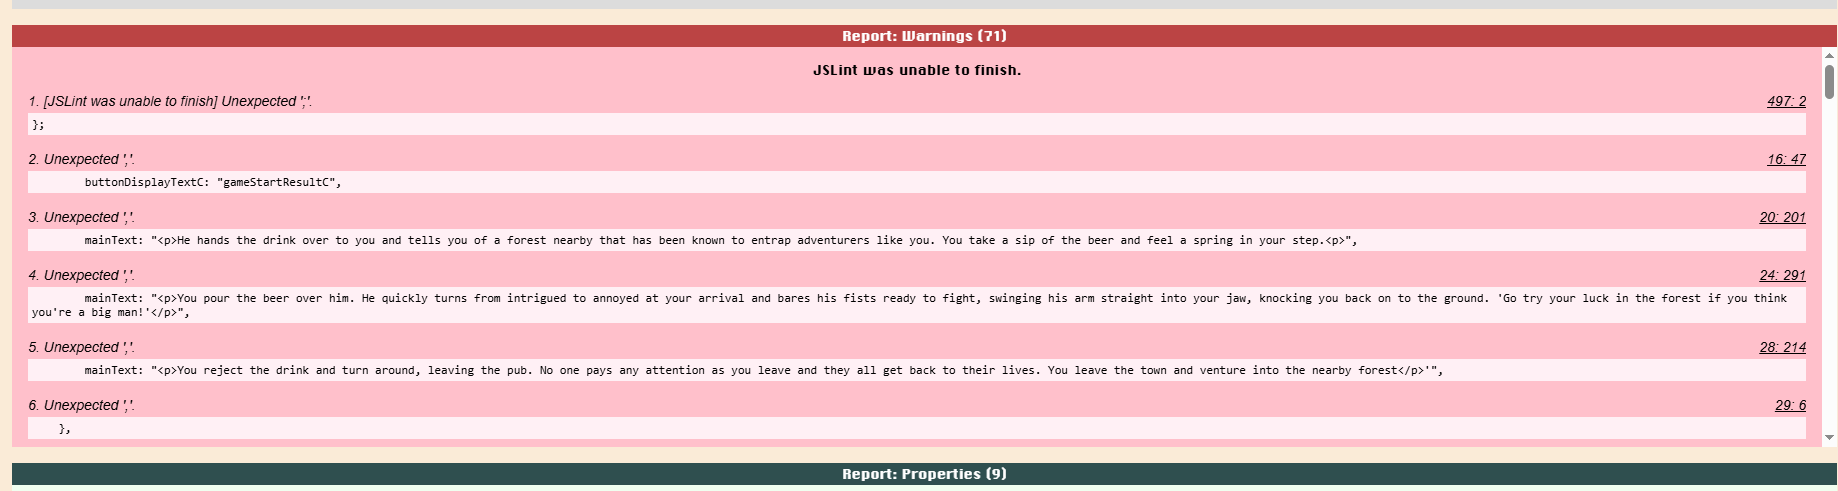 Report: Warnings (71)
JSLint was unable to finish.
1. [JSLint was unable to finish] Unexpected ';'.
497: 2
};
2. Unexpected ','.
16: 47
buttonDisplayTextC: "gameStartResultC",
3. Unexpected ','.
20: 201
mainText: "<p>He hands the drink over to you and tells you of a forest nearby that has been known to entrap adventurers like you. You take a sip of the beer and feel a spring in your step.<p>",
4. Unexpected ','.
24: 291
mainText: "<p>You pour the beer over him. He quickly turns from intrigued to annoyed at your arrival and bares his fists ready to fight, swinging his arm straight into your jaw, knocking you back on to the ground. 'Go try your luck in the forest if you think
you're a big man!'</p>",
5. Unexpected ','.
28: 214
mainText: "<p>You reject the drink and turn around, leaving the pub. No one pays any attention as you leave and they all get back to their lives. You leave the town and venture into the nearby forest</p>'",
6. Unexpected ','.
29: 6
},
Report: Properties (9)